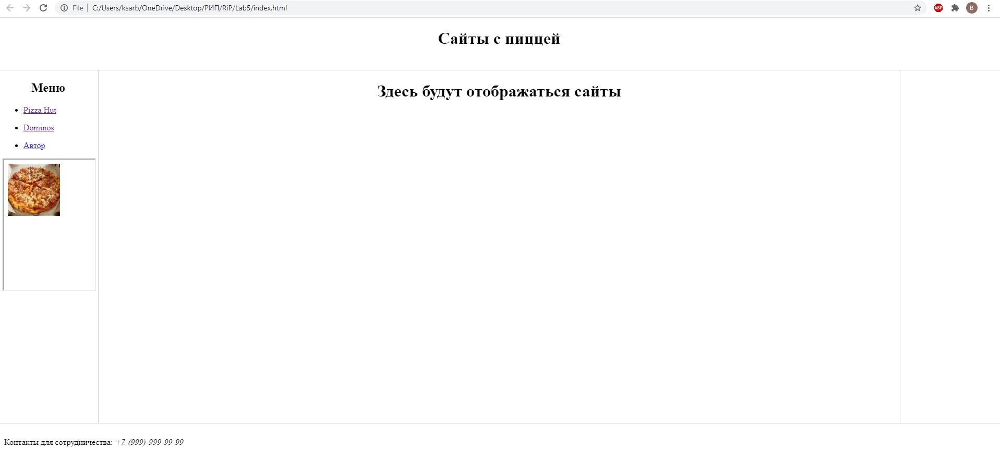 File C:/Users/ksarb/OneDrive/Desktop/РИП/RiP/Lab5/index.html ABP B
Сайты с пиццей
Меню
Здесь будут отображаться сайты
Pizza Hut
Dominos
Автор
Контакты для сотрудничества: +7-(999)-999-99-99